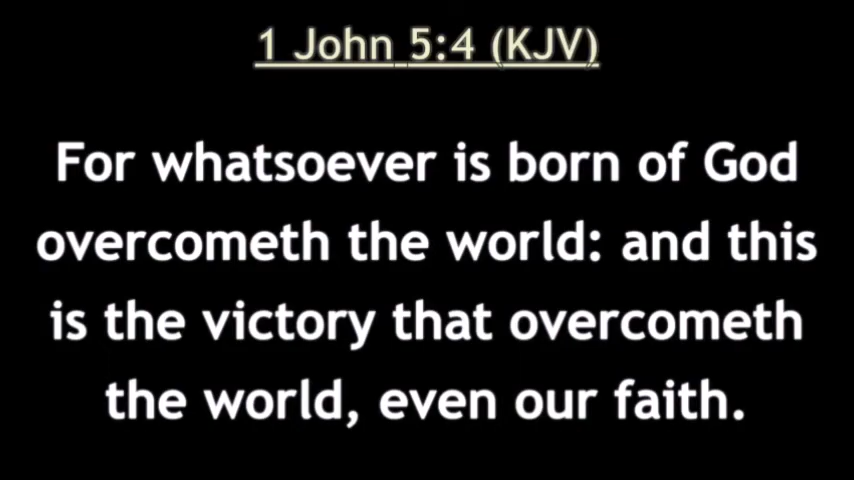 1 John 5:4 (KJV)
For whatsoever is born of God
overcometh the world: and this
is the victory that overcometh
the world, even our faith.